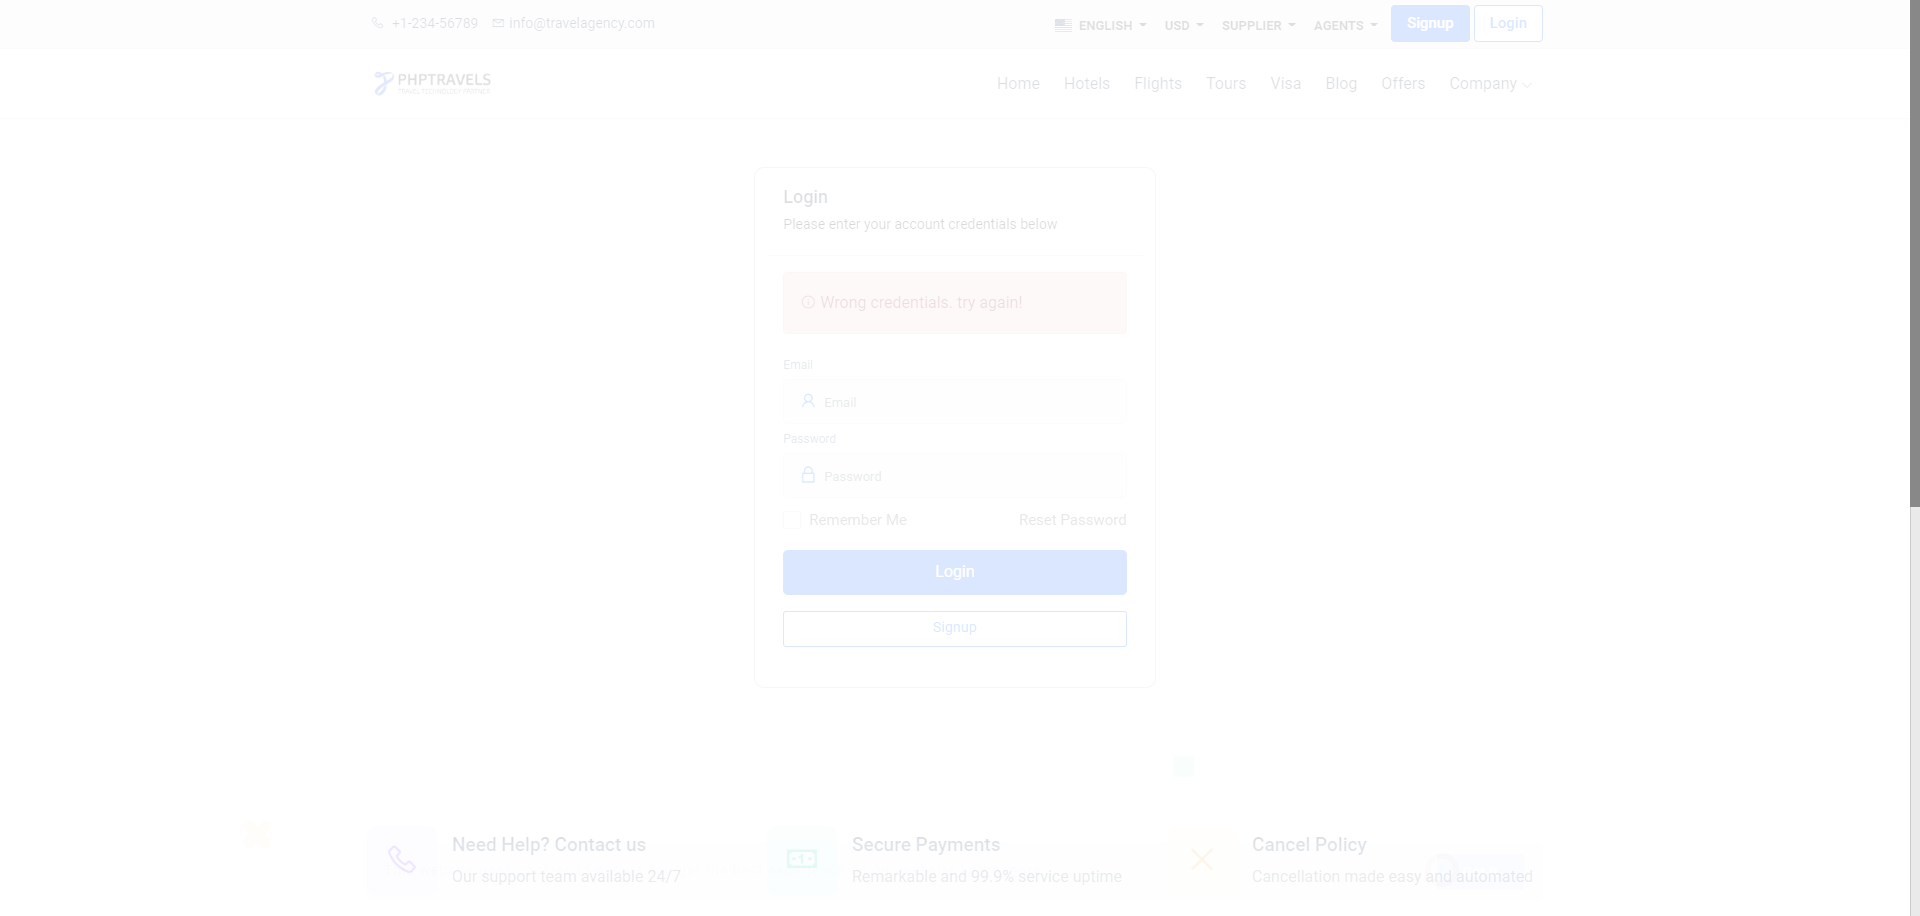 +1-234-56789 info@travelagency.com
ENGLISH USD SUPPLIER AGENTS Signup Login
PHPTRAVELS
TRAVEL TECHNOLOGY PARTNER
Home Hotels Flights Tours Visa Blog Offers Company
Login
Please enter your account credentials below
Wrong credentials. try again!
Email
Email
Password
Password
Remember Me Reset Password
Login
Signup
Need Help? Contact us
Our support team available 24/7
Secure Payments
Remarkable and 99.9% service uptime
Cancel Policy
Cancellation made easy and automated